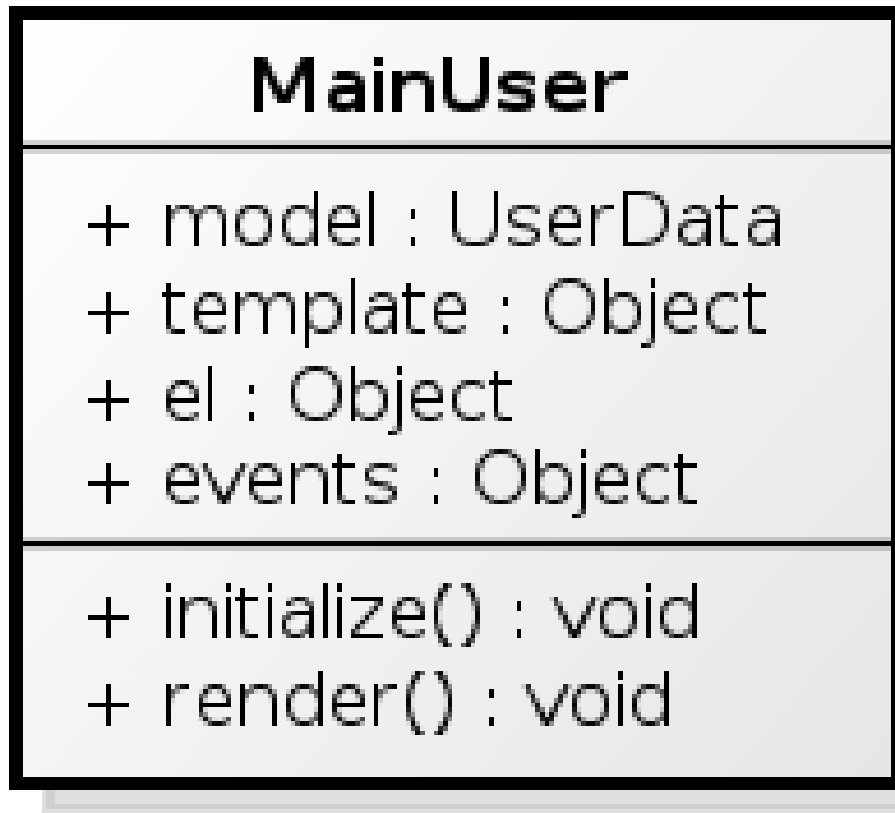 MainUser
+ model : UserData
+ template : Object
+ el : Object
+ events : Object
+ initialize() : void
+ render() : void